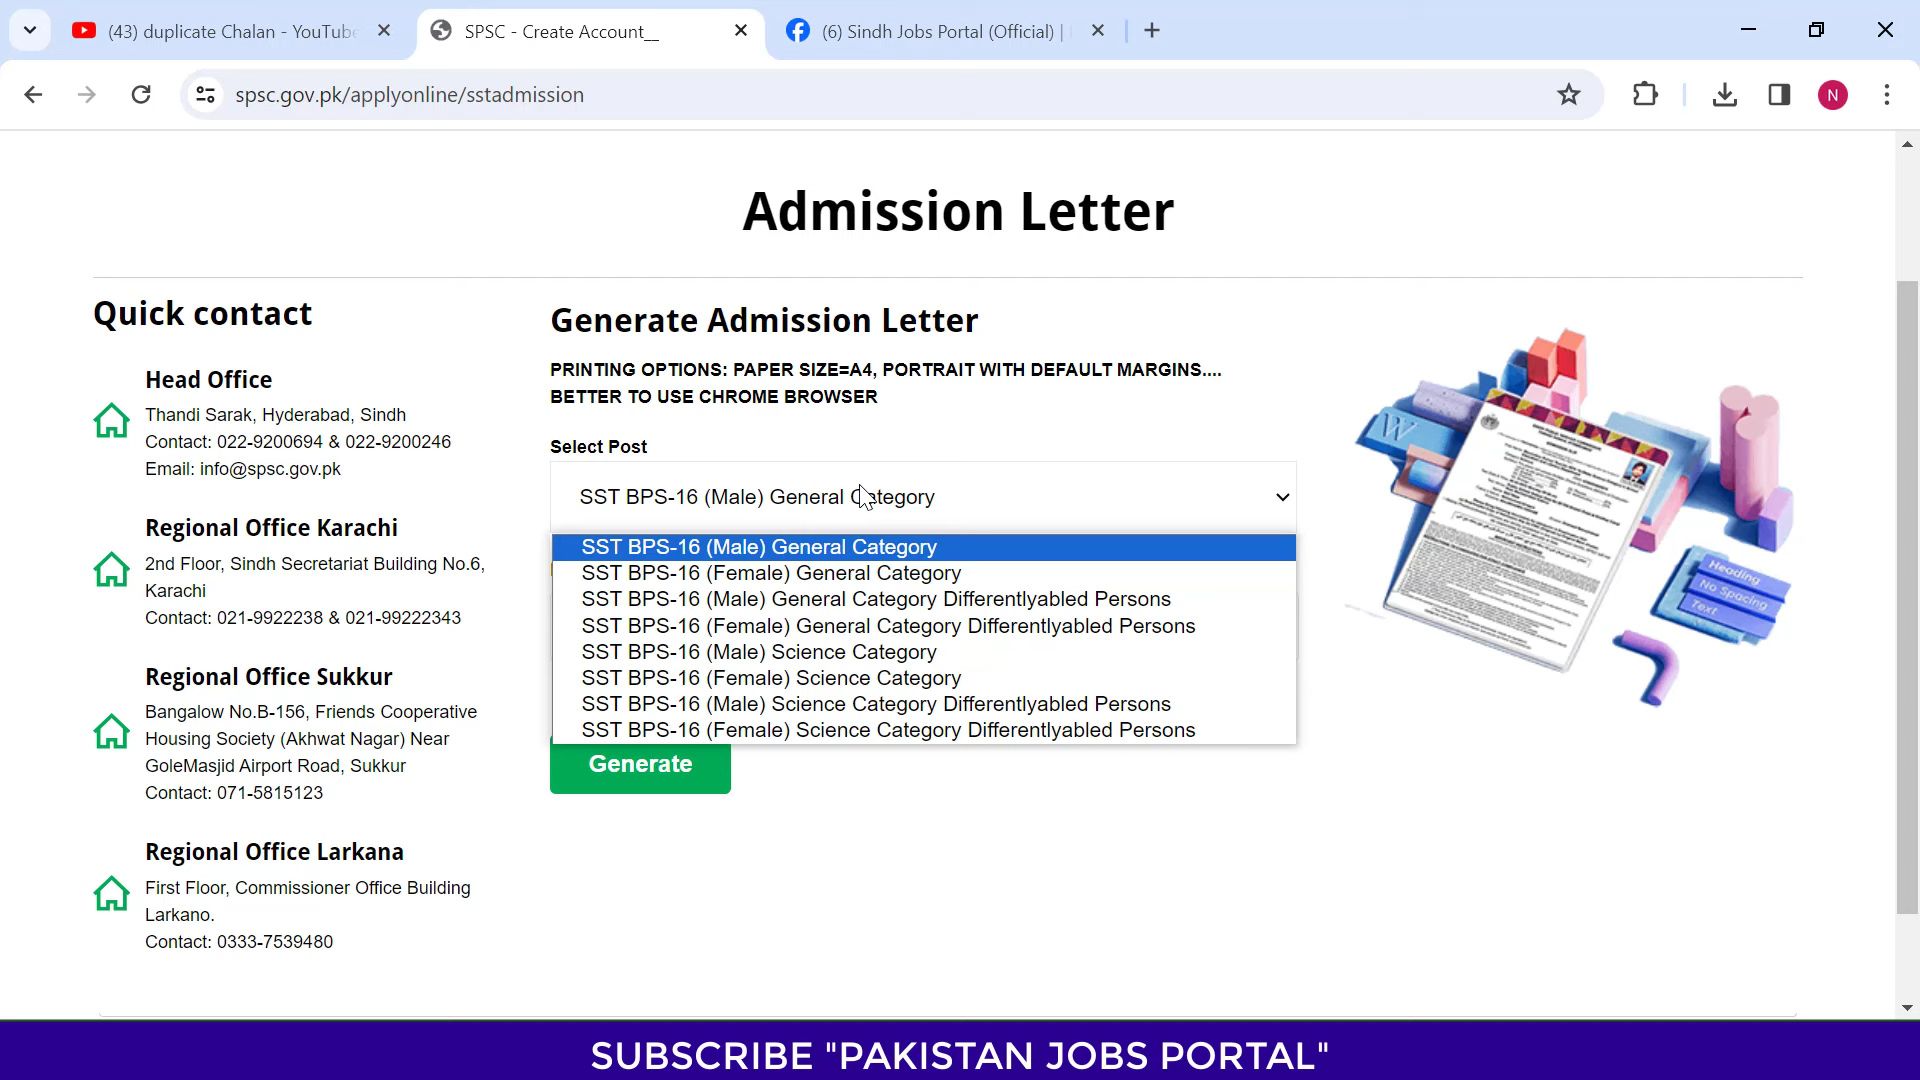 (43) duplicate Chalan - YouTube
SPSC - Create Account__
(6) Sindh Jobs Portal (Official) |
spsc.gov.pk/applyonline/sstadmission
N
Admission Letter
Quick contact
Head Office
Thandi Sarak, Hyderabad, Sindh
Contact: 022-9200694 & 022-9200246
Email: info@spsc.gov.pk
Regional Office Karachi
2nd Floor, Sindh Secretariat Building No.6,
Karachi
Contact: 021-9922238 & 021-99222343
Regional Office Sukkur
Bangalow No.B-156, Friends Cooperative
Housing Society (Akhwat Nagar) Near
GoleMasjid Airport Road, Sukkur
Contact: 071-5815123
Regional Office Larkana
First Floor, Commissioner Office Building
Larkano.
Contact: 0333-7539480
Generate Admission Letter
PRINTING OPTIONS: PAPER SIZE=A4, PORTRAIT WITH DEFAULT MARGINS....
BETTER TO USE CHROME BROWSER
Select Post
SST BPS-16 (Male) General Category
SST BPS-16 (Male) General Category
SST BPS-16 (Female) General Category
SST BPS-16 (Male) General Category Differentlyabled Persons
SST BPS-16 (Female) General Category Differentlyabled Persons
SST BPS-16 (Male) Science Category
SST BPS-16 (Female) Science Category
SST BPS-16 (Male) Science Category Differentlyabled Persons
SST BPS-16 (Female) Science Category Differentlyabled Persons
Generate
W
Heading
No Spacing
Text
SUBSCRIBE "PAKISTAN JOBS PORTAL"